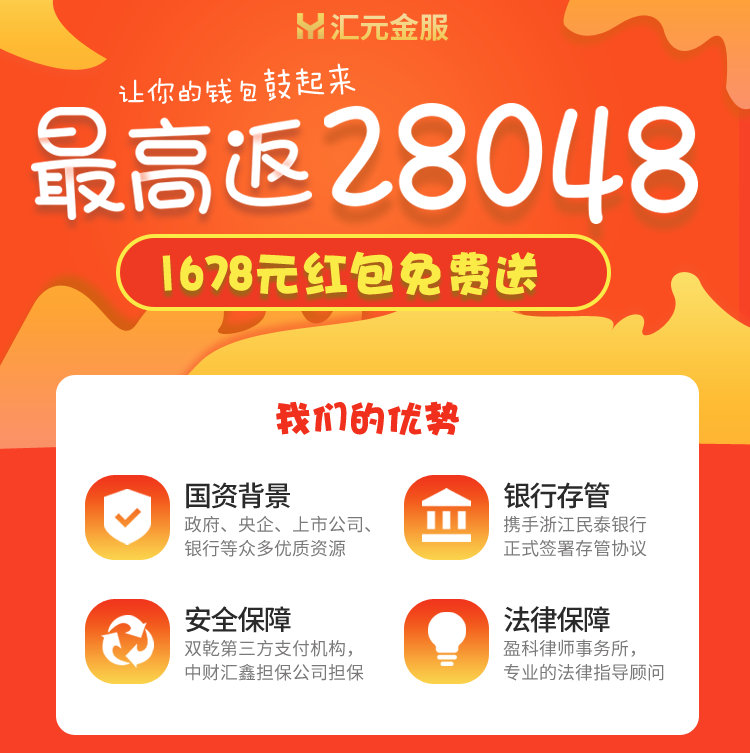 汇元金服
让你的钱包鼓起来
最高返28048
1678元红包免费送
我们的优势
国资背景
政府、央企、上市公司、
银行等众多优质资源
银行存管
携手浙江民泰银行
正式签署存管协议
安全保障
双乾第三方支付机构，
中财汇鑫担保公司担保
法律保障
盈科律师事务所，
专业的法律指导顾问